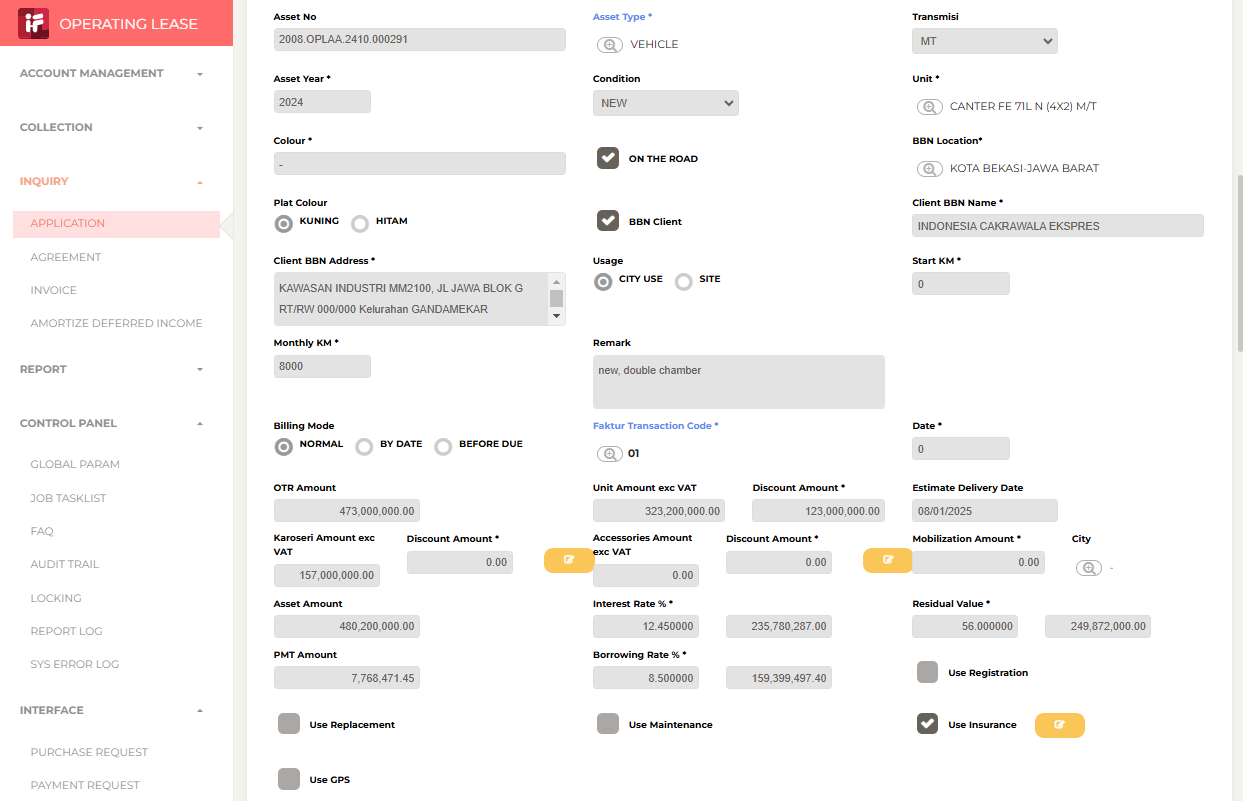 iF OPERATING LEASE
ACCOUNT MANAGEMENT
COLLECTION
INQUIRY
APPLICATION
AGREEMENT
INVOICE
AMORTIZE DEFERRED INCOME
REPORT
CONTROL PANEL
GLOBAL PARAM
JOB TASKLIST
FAQ
AUDIT TRAIL
LOCKING
REPORT LOG
SYS ERROR LOG
INTERFACE
PURCHASE REQUEST
PAYMENT REQUEST
Asset No Asset Type * Transmisi
2008.OPLAA.2410.000291 VEHICLE MT
Asset Year * Condition Unit *
2024 NEW CANTER FE 71L N (4X2) M/T
Colour * BBN Location*
- ON THE ROAD KOTA BEKASI-JAWA BARAT
Plat Colour Client BBN Name *
KUNING HITAM BBN Client INDONESIA CAKRAWALA EKSPRES
Client BBN Address * Usage Start KM *
KAWASAN INDUSTRI MM2100, JL JAWA BLOK G CITY USE SITE 0
RT/RW 000/000 Kelurahan GANDAMEKAR
Monthly KM * Remark
8000 new, double chamber
Billing Mode Faktur Transaction Code * Date *
NORMAL BY DATE BEFORE DUE 01 0
OTR Amount Unit Amount exc VAT Discount Amount * Estimate Delivery Date
473,000,000.00 323,200,000.00 123,000,000.00 08/01/2025
Karoseri Amount exc Discount Amount * Accessories Amount Discount Amount * Mobilization Amount * City
VAT exc VAT
157,000,000.00 0.00 0.00 0.00 0.00 -
Asset Amount Interest Rate % * Residual Value *
480,200,000.00 12.450000 235,780,287.00 56.000000 249,872,000.00
PMT Amount Borrowing Rate % *
7,768,471.45 8.500000 159,399,497.40 Use Registration
Use Replacement Use Maintenance Use Insurance
Use GPS